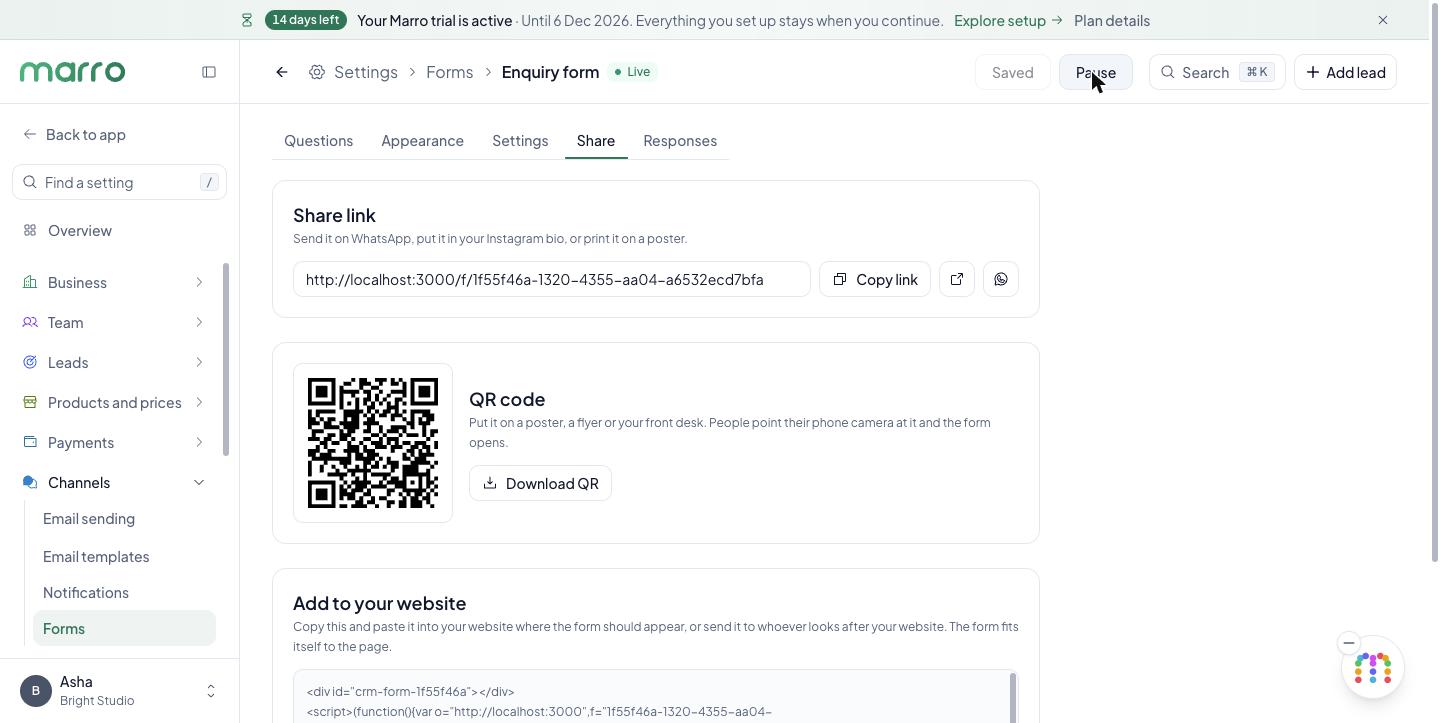 14 days left Your Marro trial is active · Until 6 Dec 2026. Everything you set up stays when you continue. Explore setup → Plan details
marro
Settings > Forms > Enquiry form • Live
Saved Pause Search ⌘ K + Add lead
Back to app
Find a setting /
Overview
Business
Team
Leads
Products and prices
Payments
Channels
Email sending
Email templates
Notifications
Forms
B Asha
Bright Studio
Questions Appearance Settings Share Responses
Share link
Send it on WhatsApp, put it in your Instagram bio, or print it on a poster.
http://localhost:3000/f/1f55f46a-1320-4355-aa04-a6532ecd7bfa Copy link
QR code
Put it on a poster, a flyer or your front desk. People point their phone camera at it and the form
opens.
Download QR
Add to your website
Copy this and paste it into your website where the form should appear, or send it to whoever looks after your website. The form fits
itself to the page.
<div id="crm-form-1f55f46a"></div>
<script>(function(){var o="http://localhost:3000",f="1f55f46a-1320-4355-aa04-